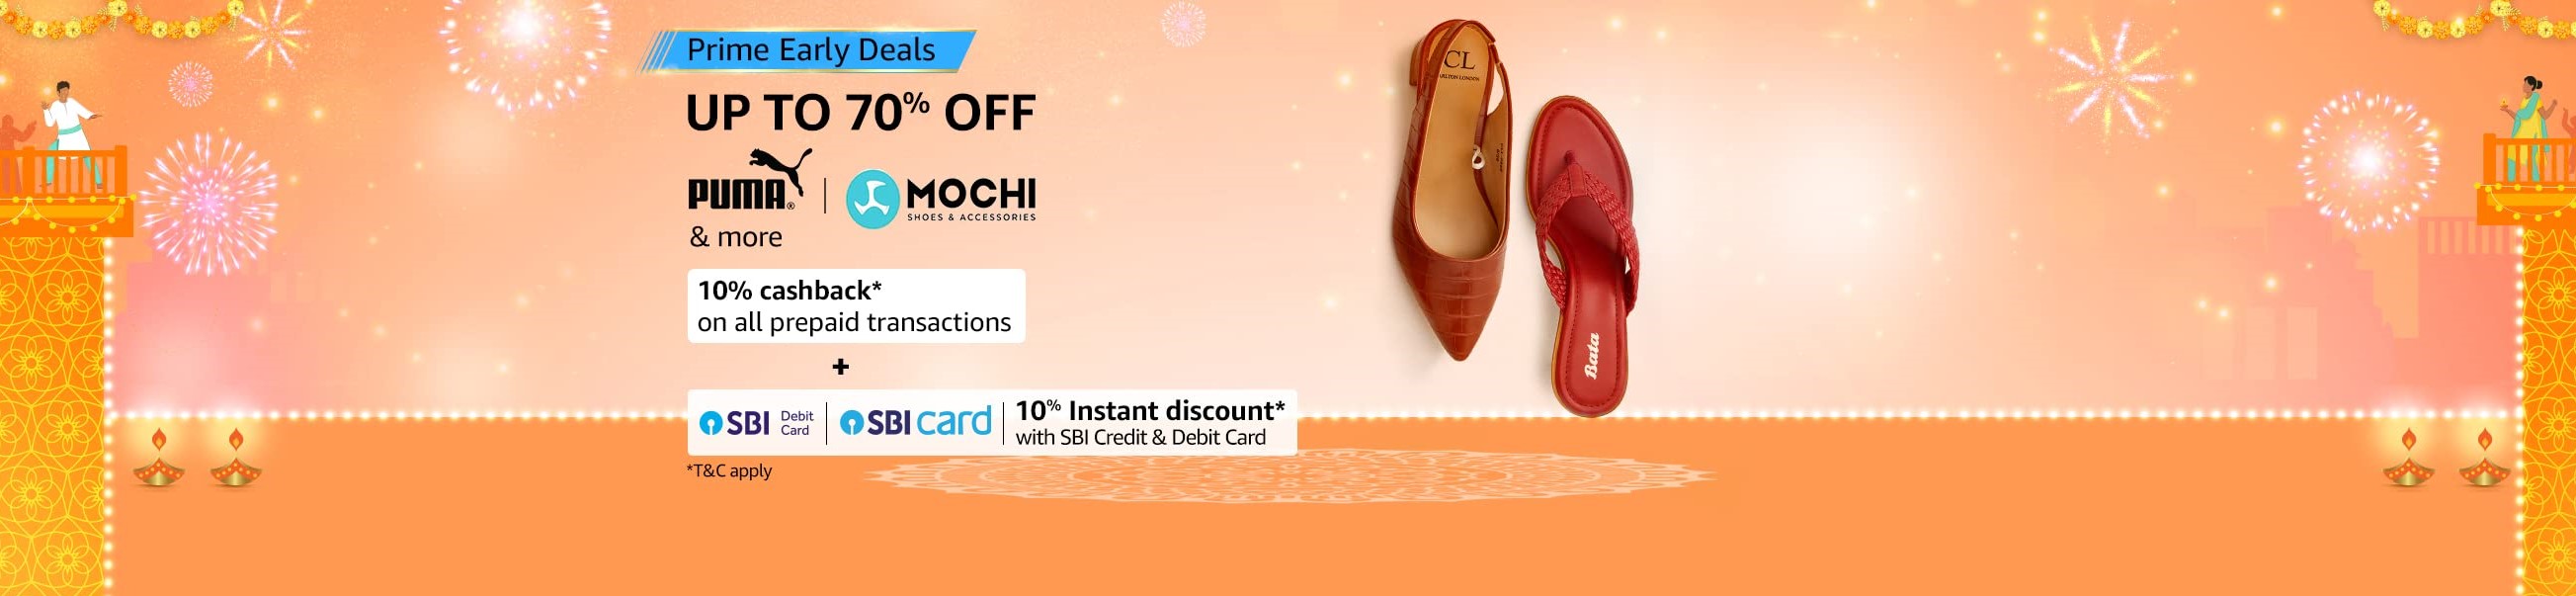 Prime Early Deals
UP TO 70% OFF
PUMA® | MOCHI
SHOES & ACCESSORIES
& more
10% cashback*
on all prepaid transactions
+
SBI Debit Card | SBI card | 10% Instant discount*
with SBI Credit & Debit Card
*T&C apply
CL
Bata